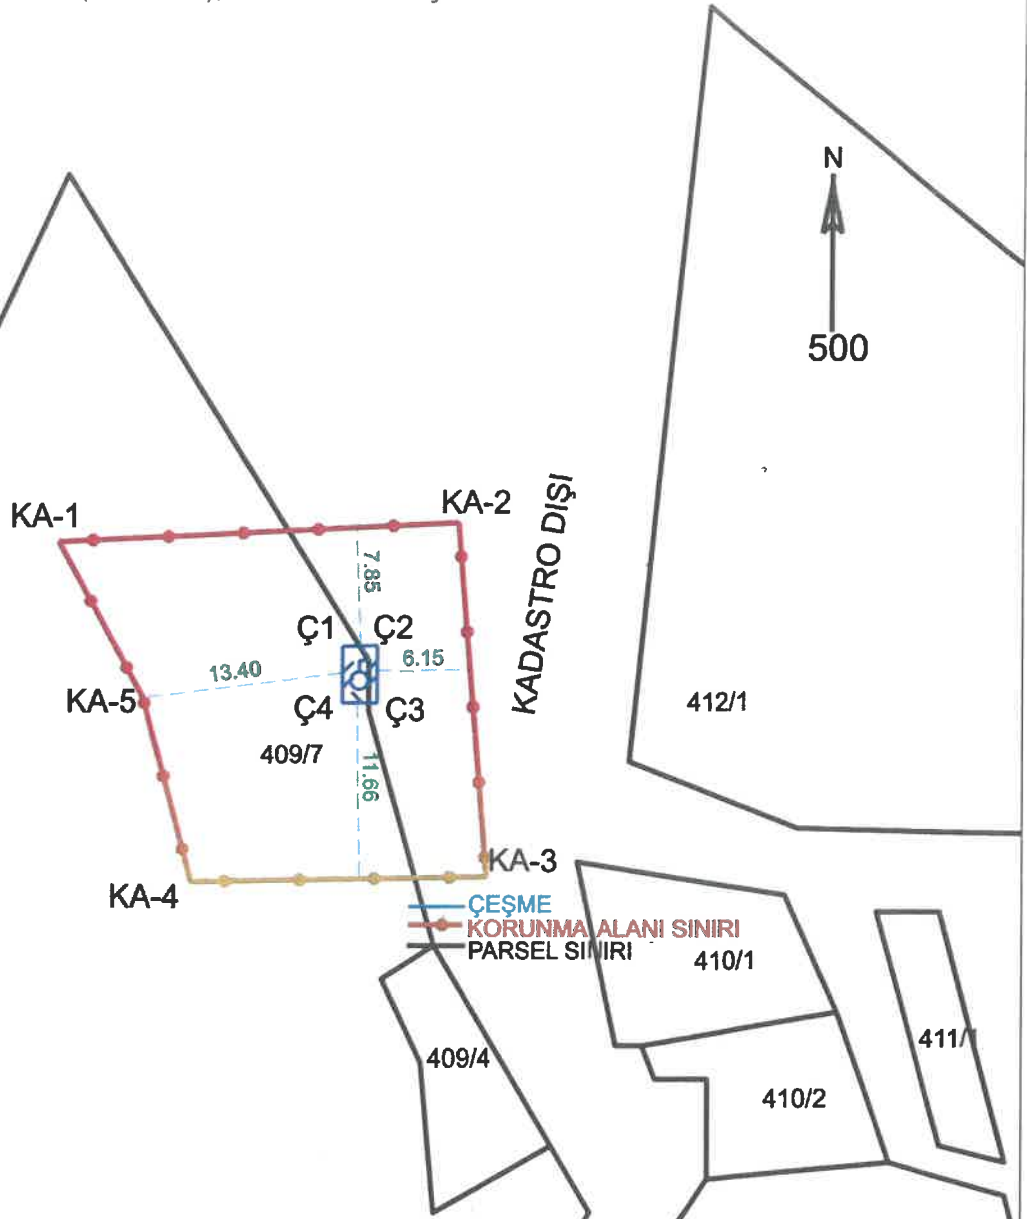 N
500
KA-1
KA-2
KADASTRO DIŞI
7.85
Ç1
Ç2
13.40
6.15
KA-5
Ç4
Ç3
412/1
409/7
11.66
KA-3
KA-4
ÇEŞME
KORUNMA ALANI SINIRI
PARSEL SINIRI
410/1
411/1
409/4
410/2